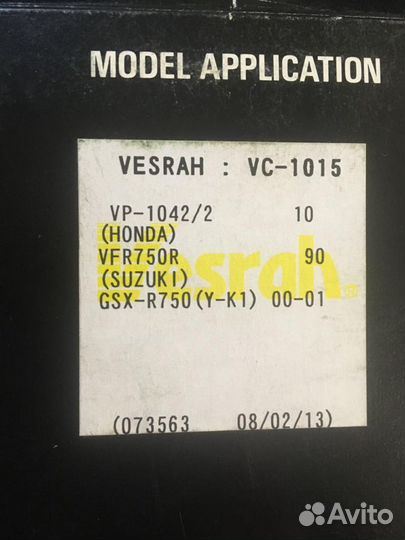 MODEL APPLICATION
VESRAH : VC-1015
VP-1042/2 10
(HONDA)
VFR750R 90
(SUZUKI)
GSX-R750(Y-K1) 00-01
Vesrah
(073563 08/02/13)
Avito